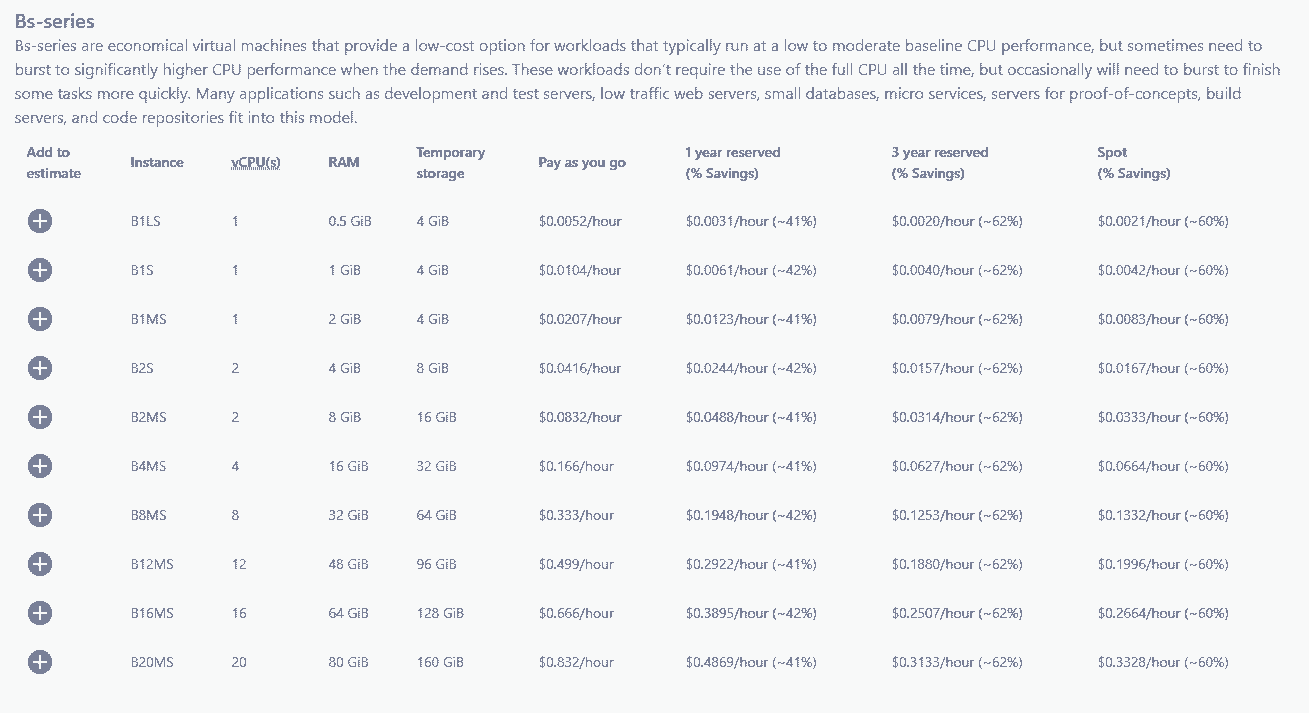 Bs-series
Bs-series are economical virtual machines that provide a low-cost option for workloads that typically run at a low to moderate baseline CPU performance, but sometimes need to
burst to significantly higher CPU performance when the demand rises. These workloads don't require the use of the full CPU all the time, but occasionally will need to burst to finish
some tasks more quickly. Many applications such as development and test servers, low traffic web servers, small databases, micro services, servers for proof-of-concepts, build
servers, and code repositories fit into this model.
Add to estimate Instance vCPU(s) RAM Temporary storage Pay as you go 1 year reserved (% Savings) 3 year reserved (% Savings) Spot (% Savings)
B1LS 1 0.5 GiB 4 GiB $0.0052/hour $0.0031/hour (~41%) $0.0020/hour (~62%) $0.0021/hour (~60%)
B1S 1 1 GiB 4 GiB $0.0104/hour $0.0061/hour (~42%) $0.0040/hour (~62%) $0.0042/hour (~60%)
B1MS 1 2 GiB 4 GiB $0.0207/hour $0.0123/hour (~41%) $0.0079/hour (~62%) $0.0083/hour (~60%)
B2S 2 4 GiB 8 GiB $0.0416/hour $0.0244/hour (~42%) $0.0157/hour (~62%) $0.0167/hour (~60%)
B2MS 2 8 GiB 16 GiB $0.0832/hour $0.0488/hour (~41%) $0.0314/hour (~62%) $0.0333/hour (~60%)
B4MS 4 16 GiB 32 GiB $0.166/hour $0.0974/hour (~41%) $0.0627/hour (~62%) $0.0664/hour (~60%)
B8MS 8 32 GiB 64 GiB $0.333/hour $0.1948/hour (~42%) $0.1253/hour (~62%) $0.1332/hour (~60%)
B12MS 12 48 GiB 96 GiB $0.499/hour $0.2922/hour (~41%) $0.1880/hour (~62%) $0.1996/hour (~60%)
B16MS 16 64 GiB 128 GiB $0.666/hour $0.3895/hour (~42%) $0.2507/hour (~62%) $0.2664/hour (~60%)
B20MS 20 80 GiB 160 GiB $0.832/hour $0.4869/hour (~41%) $0.3133/hour (~62%) $0.3328/hour (~60%)